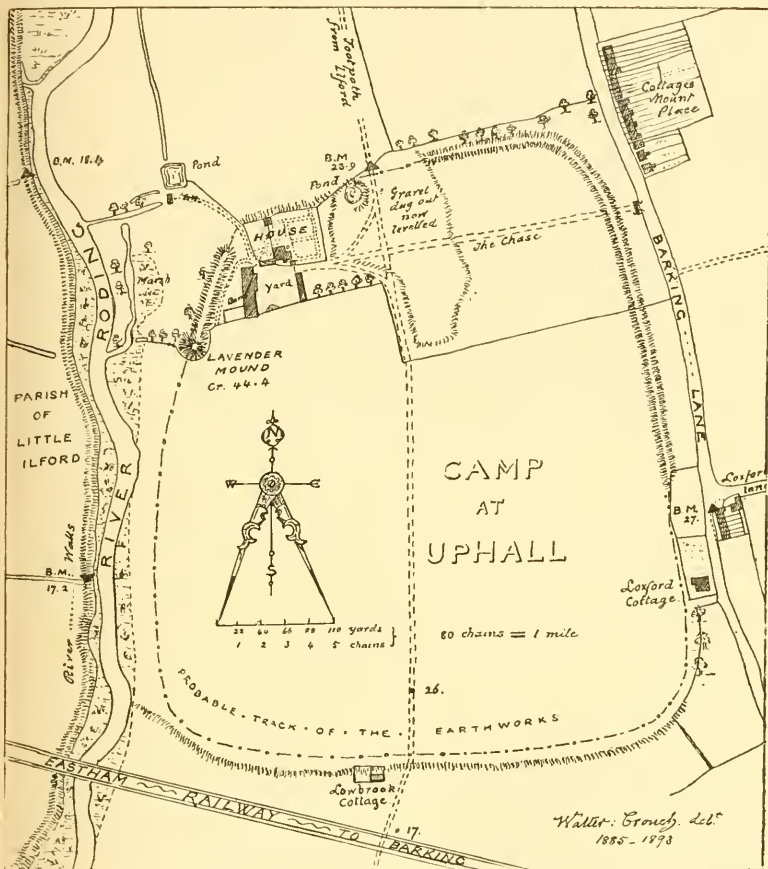 Footpath
from Ilford
Cottages
Mount
Place
B.M. 18.4
Pond
B.M
23.9
Pond
Gravel
dug out
now
levelled
HOUSE
The Chase
Marsh
Yard
BARKING LANE
RIVER RODING
LAVENDER
MOUND
Cr. 44.4
PARISH
OF
LITTLE
ILFORD
N
W E
S
CAMP
AT
UPHALL
B.M.
27.
Loxford
lane
Loxford
Cottage
River Walls
B.M.
17.2
22 44 66 88 110 yards
1 2 3 4 5 chains
80 chains = 1 mile
26.
PROBABLE TRACK OF THE EARTHWORKS
Lowbrook
Cottage
EASTHAM RAILWAY TO BARKING
17.
Walter: Crouch. delt
1885-1893